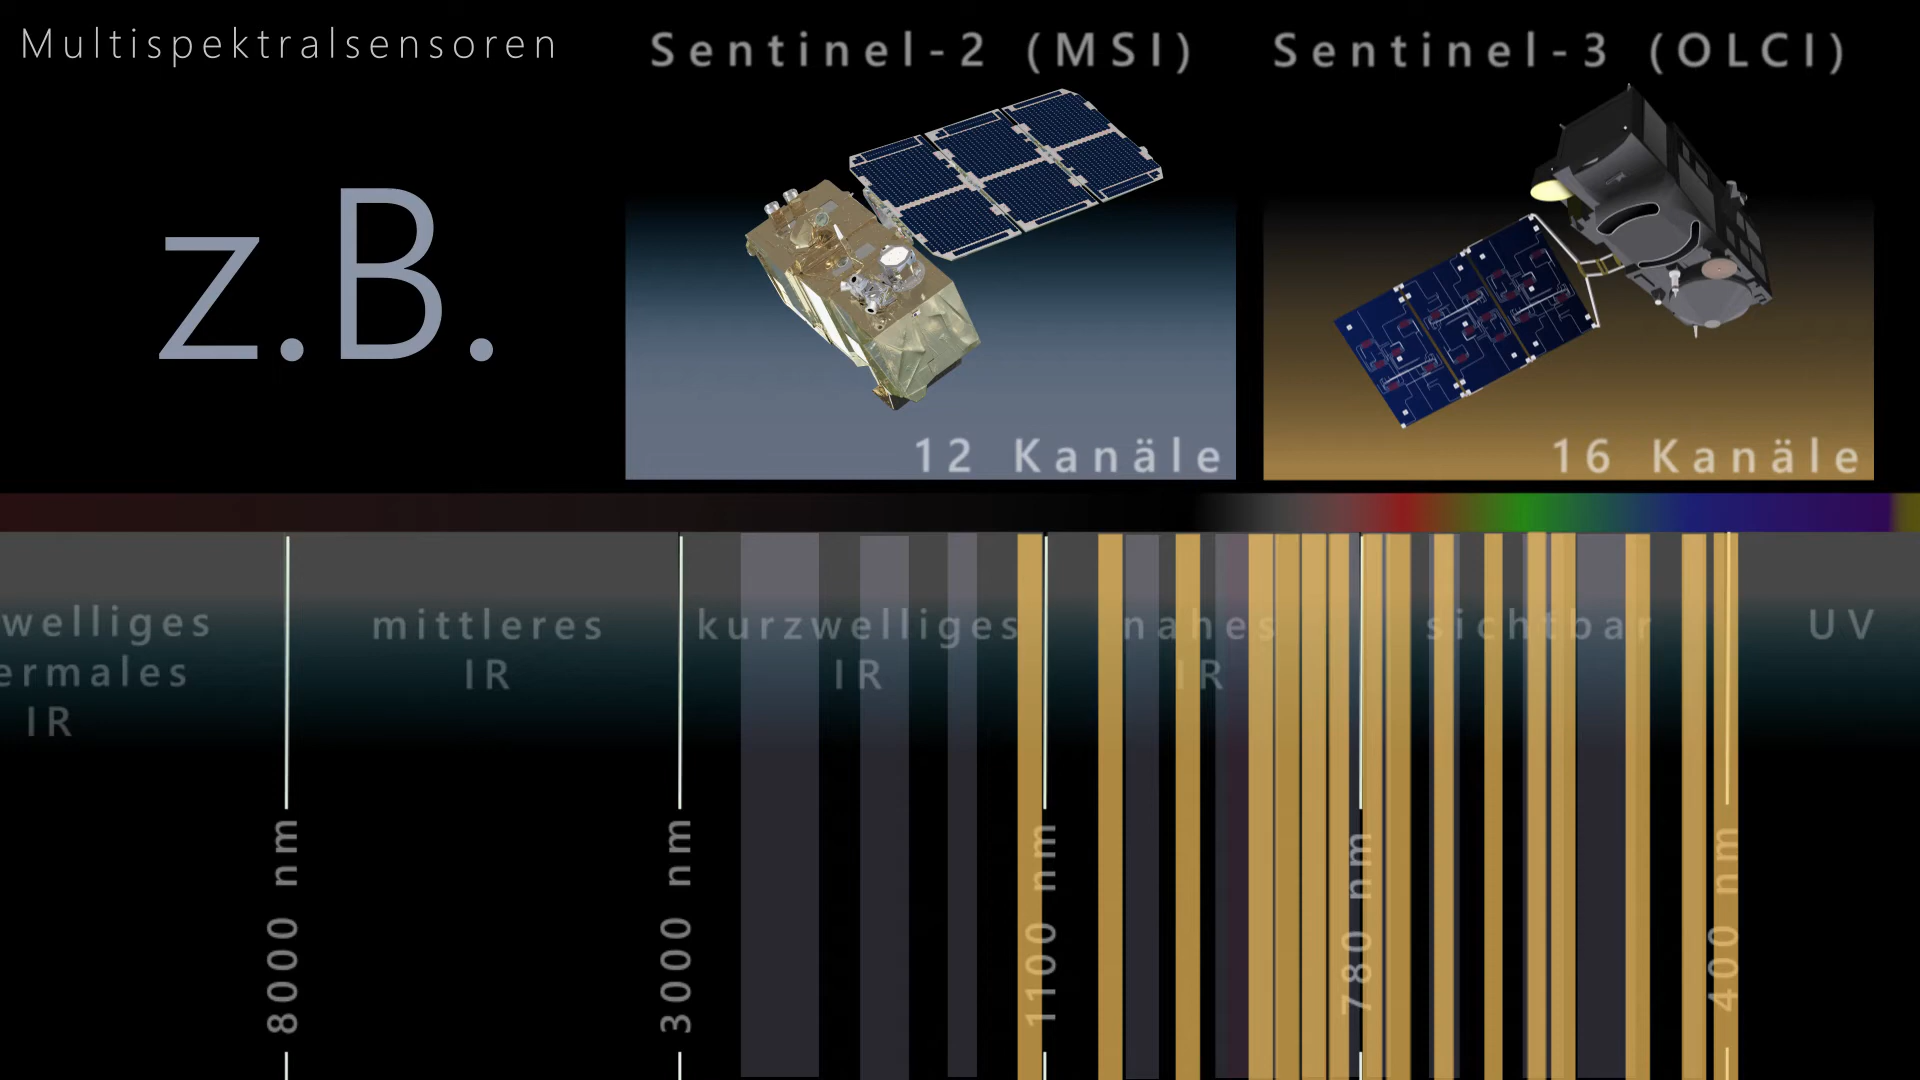 Multispektralsensoren
Sentinel-2 (MSI)
Sentinel-3 (OLCI)
z.B.
12 Kanäle
16 Kanäle
welliges
ermales
IR
mittleres
IR
kurzwelliges
IR
nahes
IR
sichtbar
UV
8000 nm
3000 nm
1100 nm
780 nm
400 nm